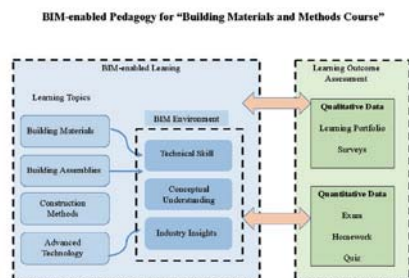 BIM-enabled Pedagogy for "Building Materials and Methods Course"
BIM-enabled Leaning
Learning Topics
Building Materials
Building Assemblies
Construction
Methods
Advanced
Technology
BIM Environment
Technical Skill
Conceptual
Understanding
Industry Insights
Learning Outcome
Assessment
Qualitative Data
Learning Portfolio
Surveys
Quantitative Data
Exam
Homework
Quiz